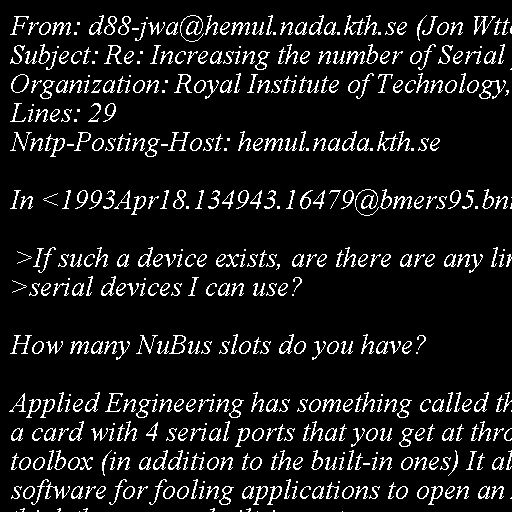 From: d88-jwa@hemul.nada.kth.se (Jon Wtte
Subject: Re: Increasing the number of Serial
Organization: Royal Institute of Technology,
Lines: 29
Nntp-Posting-Host: hemul.nada.kth.se
In <1993Apr18.134943.16479@bmers95.bnr
>If such a device exists, are there are any lim
>serial devices I can use?
How many NuBus slots do you have?
Applied Engineering has something called th
a card with 4 serial ports that you get at thro
toolbox (in addition to the built-in ones) It al
software for fooling applications to open an